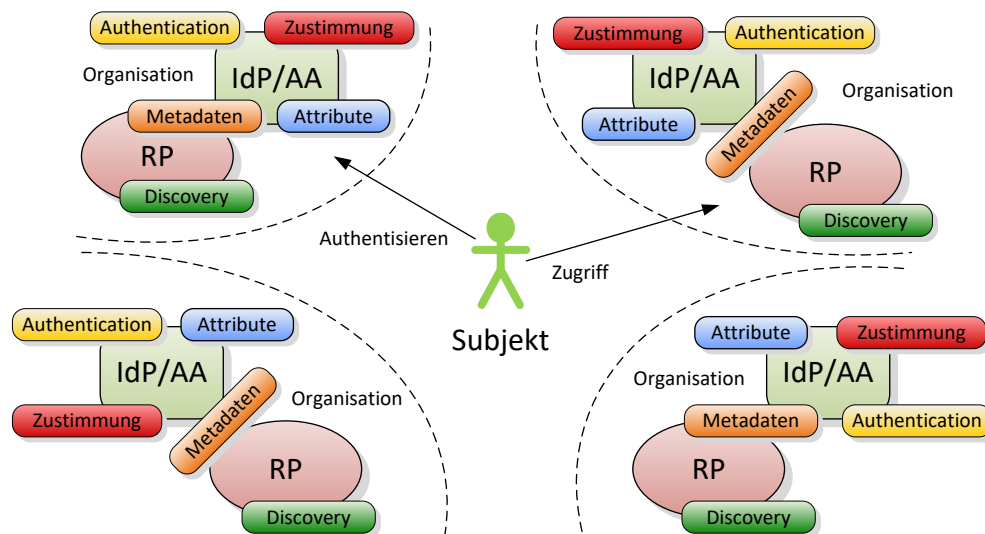 Authentication
Zustimmung
Organisation
IdP/AA
Metadaten
Attribute
RP
Discovery
Zustimmung
Authentication
IdP/AA
Organisation
Attribute
Metadaten
RP
Discovery
Authentisieren
Zugriff
Subjekt
Authentication
Attribute
IdP/AA
Organisation
Zustimmung
Metadaten
RP
Discovery
Attribute
Zustimmung
Organisation
IdP/AA
Metadaten
Authentication
RP
Discovery